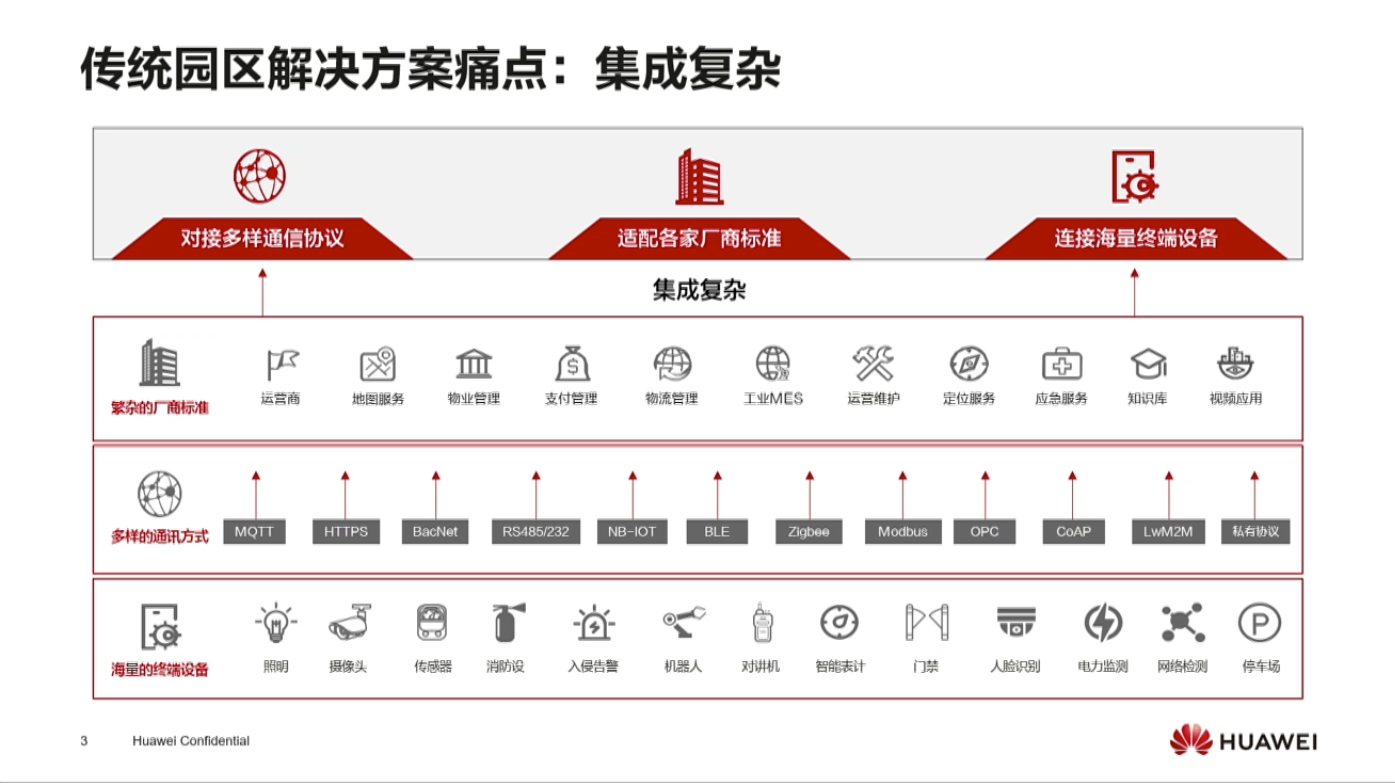 传统园区解决方案痛点：集成复杂
对接多样通信协议
适配各家厂商标准
连接海量终端设备
集成复杂
繁杂的厂商标准
运营商
地图服务
物业管理
支付管理
物流管理
工业MES
运营维护
定位服务
应急服务
知识库
视频应用
多样的通讯方式
MQTT
HTTPS
BacNet
RS485/232
NB-IOT
BLE
Zigbee
Modbus
OPC
CoAP
LwM2M
私有协议
海量的终端设备
照明
摄像头
传感器
消防设
入侵告警
机器人
对讲机
智能表计
门禁
人脸识别
电力监测
网络检测
停车场
3
Huawei Confidential
HUAWEI